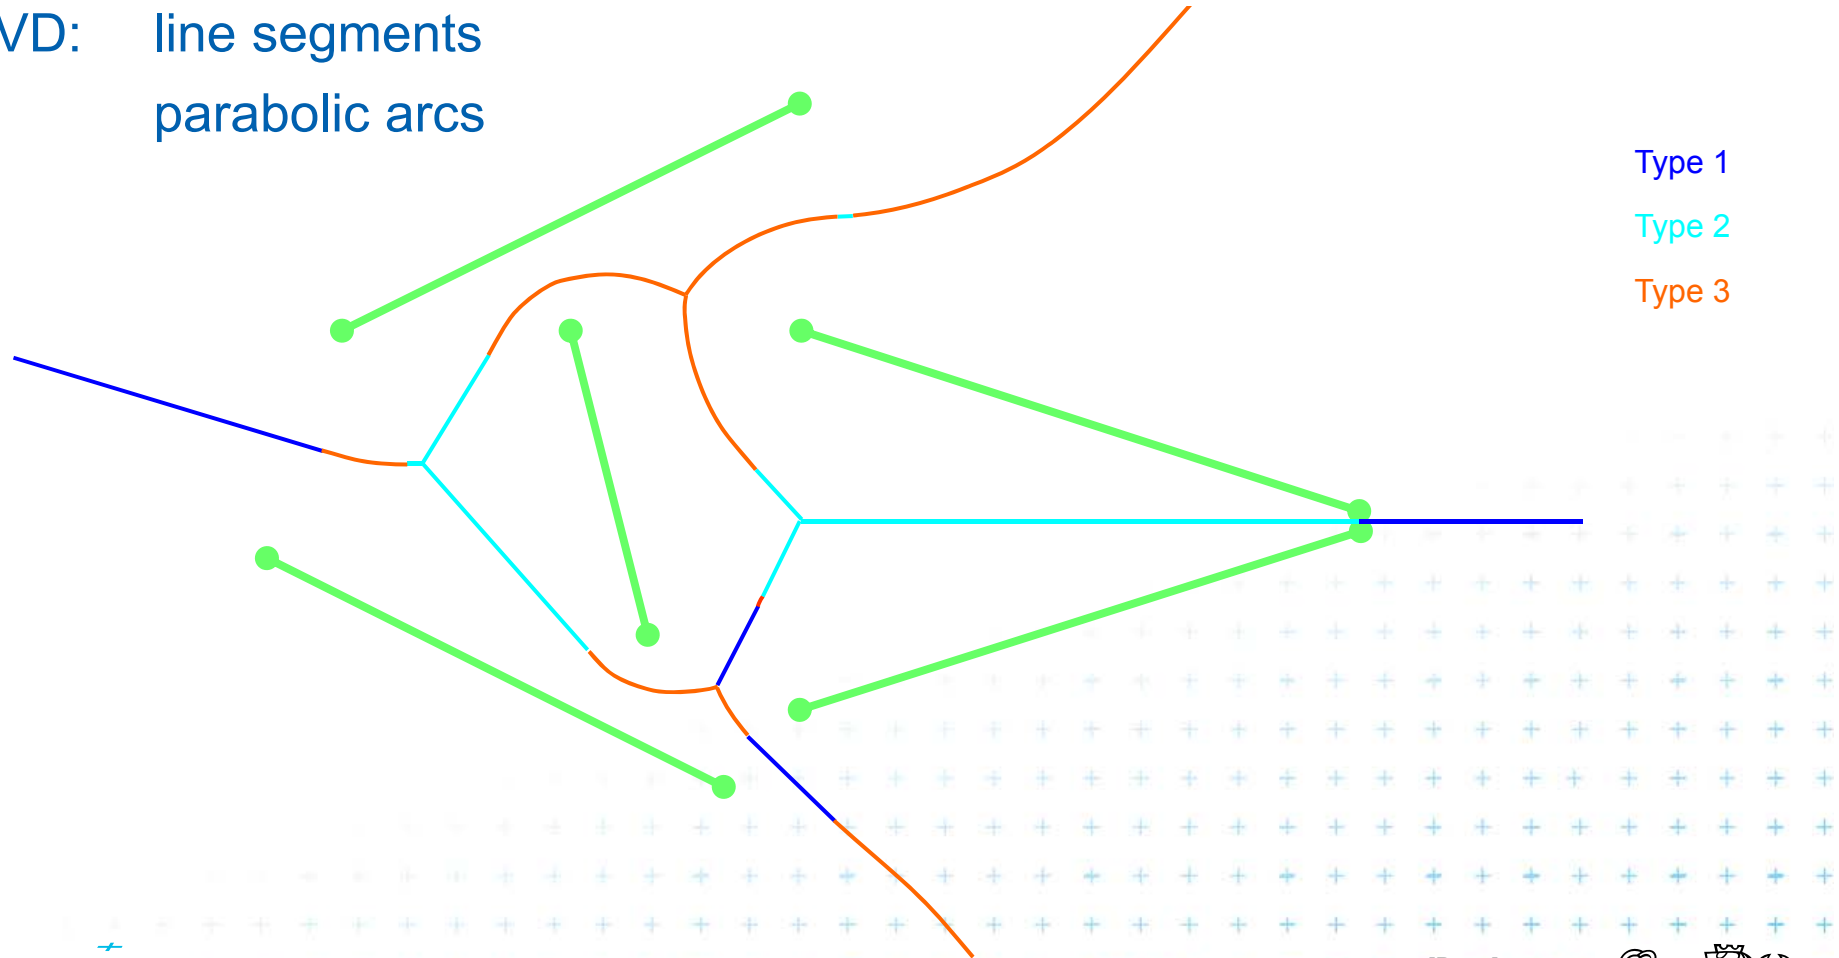 VD: line segments
parabolic arcs
Type 1
Type 2
Type 3